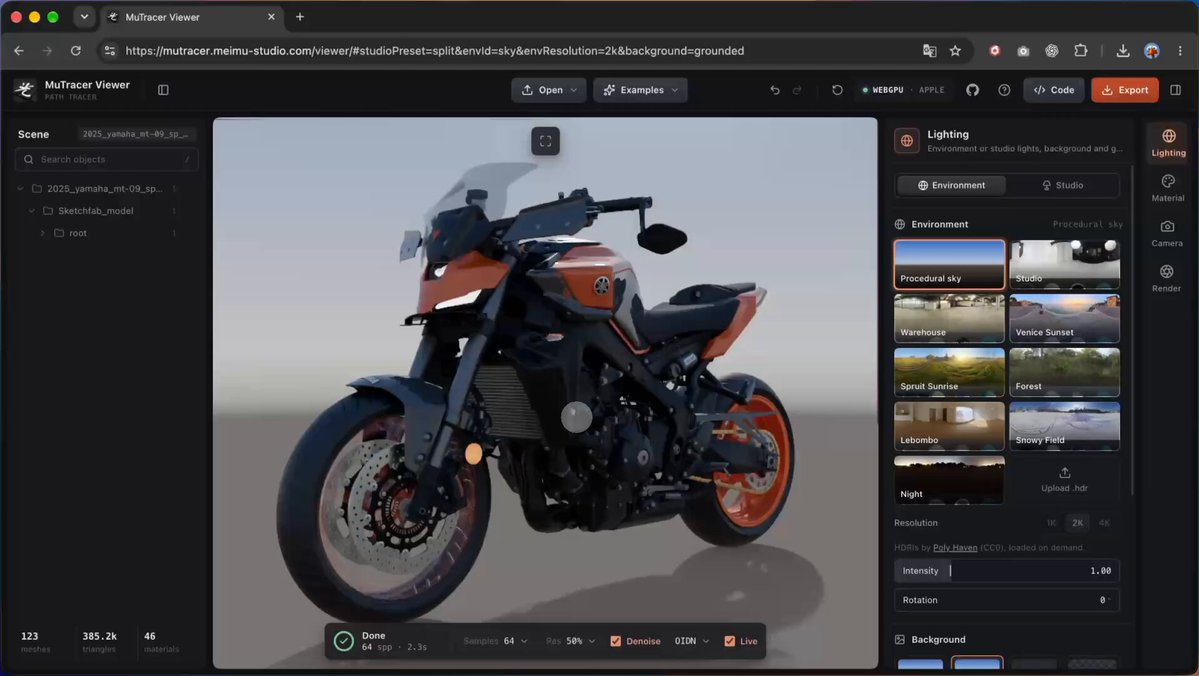 MuTracer Viewer
https://mutracer.meimu-studio.com/viewer/#studioPreset=split&envId=sky&envResolution=2k&background=grounded
MuTracer Viewer
PATH TRACER
Open
Examples
WEBGPU · APPLE
</> Code
Export
Scene
2025_yamaha_mt-09_sp_…
Search objects /
2025_yamaha_mt-09_sp… 1
Sketchfab_model 1
root 1
123
meshes
385.2k
triangles
46
materials
Done
64 spp · 2.3s
Samples 64
Res 50%
Denoise
OIDN
Live
Lighting
Environment or studio lights, background and g…
Environment
Studio
Environment
Procedural sky
Procedural sky
Studio
Warehouse
Venice Sunset
Spruit Sunrise
Forest
Lebombo
Snowy Field
Night
Upload .hdr
Resolution
1K 2K 4K
HDRIs by Poly Haven (CC0), loaded on demand.
Intensity 1.00
Rotation 0°
Background
Lighting
Material
Camera
Render